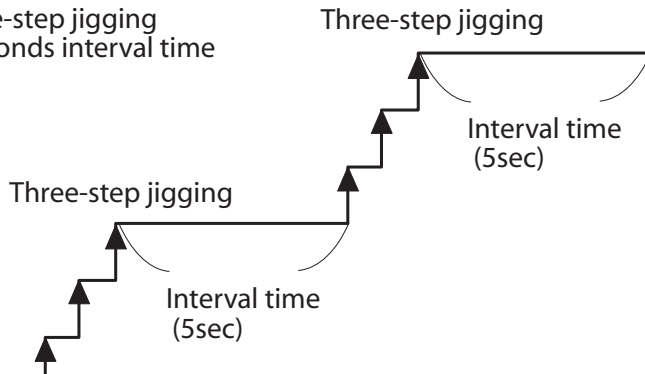 -step jigging
onds interval time
Three-step jigging
Interval time
(5sec)
Three-step jigging
Interval time
(5sec)